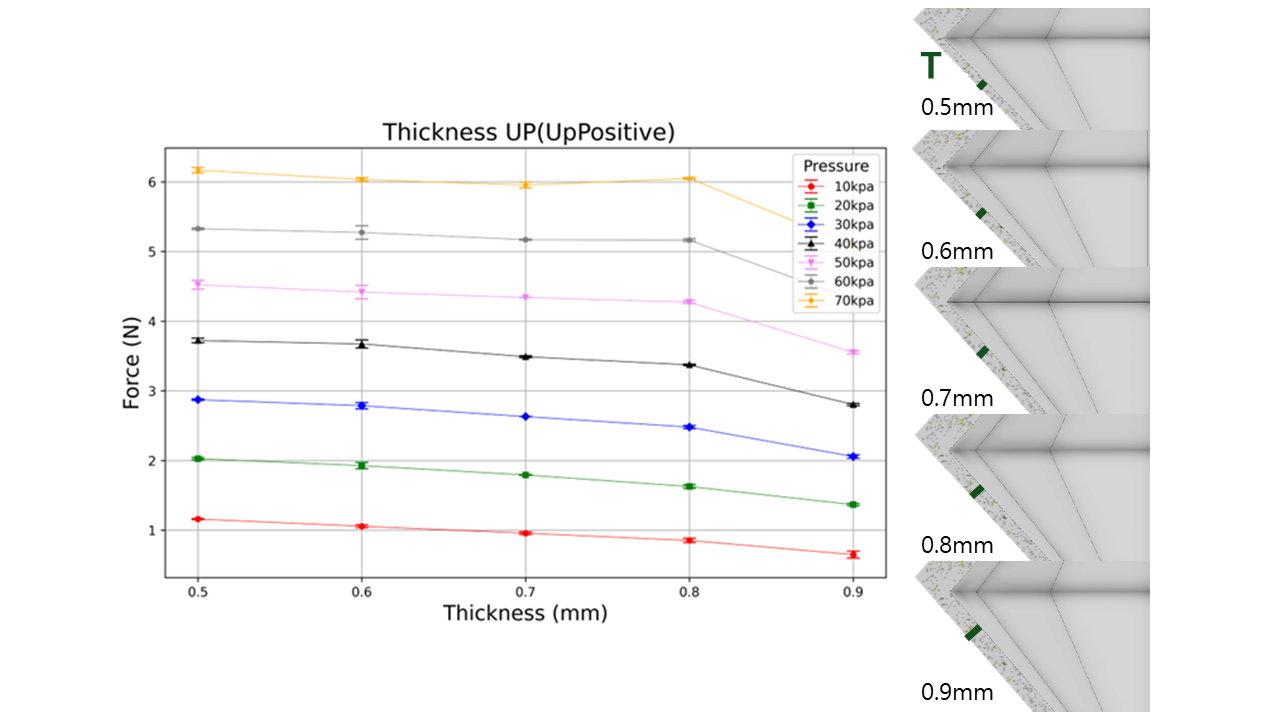 Thickness UP(UpPositive)
Force (N)
6
5
4
3
2
1
0.5
0.6
0.7
0.8
0.9
Thickness (mm)
Pressure
10kpa
20kpa
30kpa
40kpa
50kpa
60kpa
70kpa
T
0.5mm
0.6mm
0.7mm
0.8mm
0.9mm